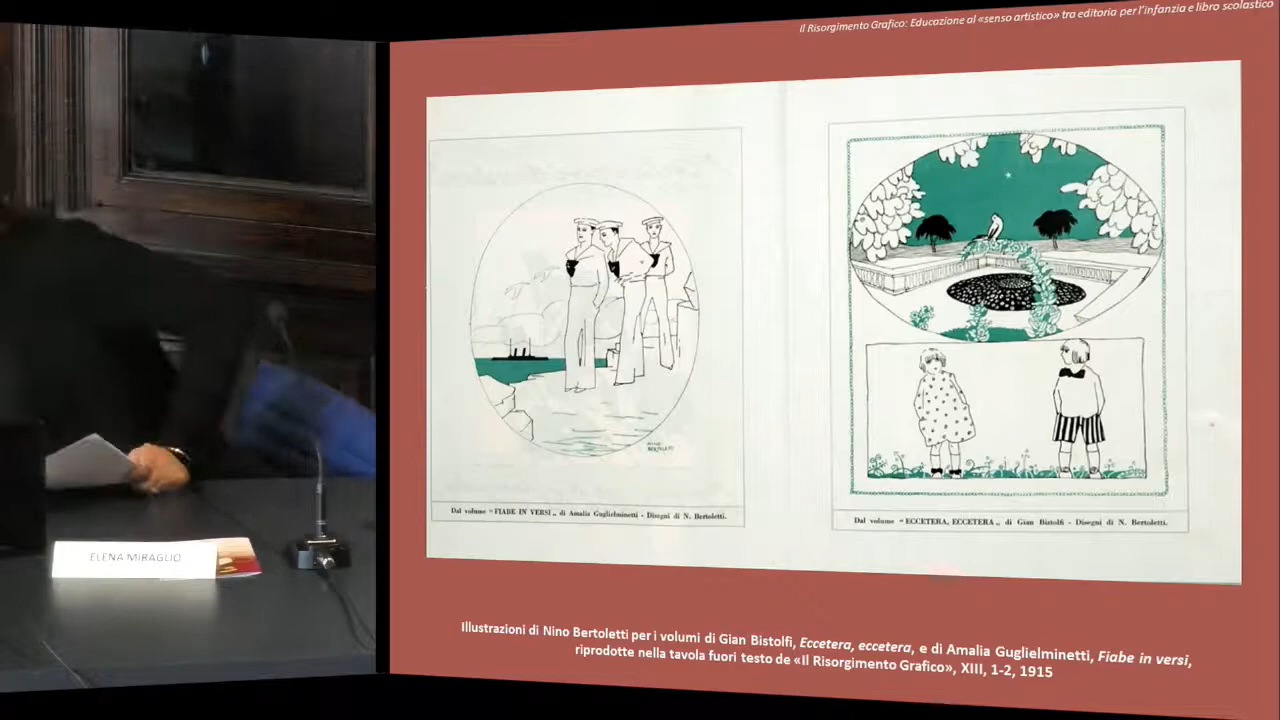 Il Risorgimento Grafico: Educazione al «senso artistico» tra editoria per l'infanzia e libro scolastico
NINO
BERTOLETTI
Dal volume “FIABE IN VERSI„ di Amalia Guglielminetti - Disegni di N. Bertoletti.
Dal volume “ECCETERA, ECCETERA„ di Gian Bistolfi - Disegni di N. Bertoletti.
ELENA MIRAGLIO
Illustrazioni di Nino Bertoletti per i volumi di Gian Bistolfi, Eccetera, eccetera, e di Amalia Guglielminetti, Fiabe in versi,
riprodotte nella tavola fuori testo de «Il Risorgimento Grafico», XIII, 1-2, 1915